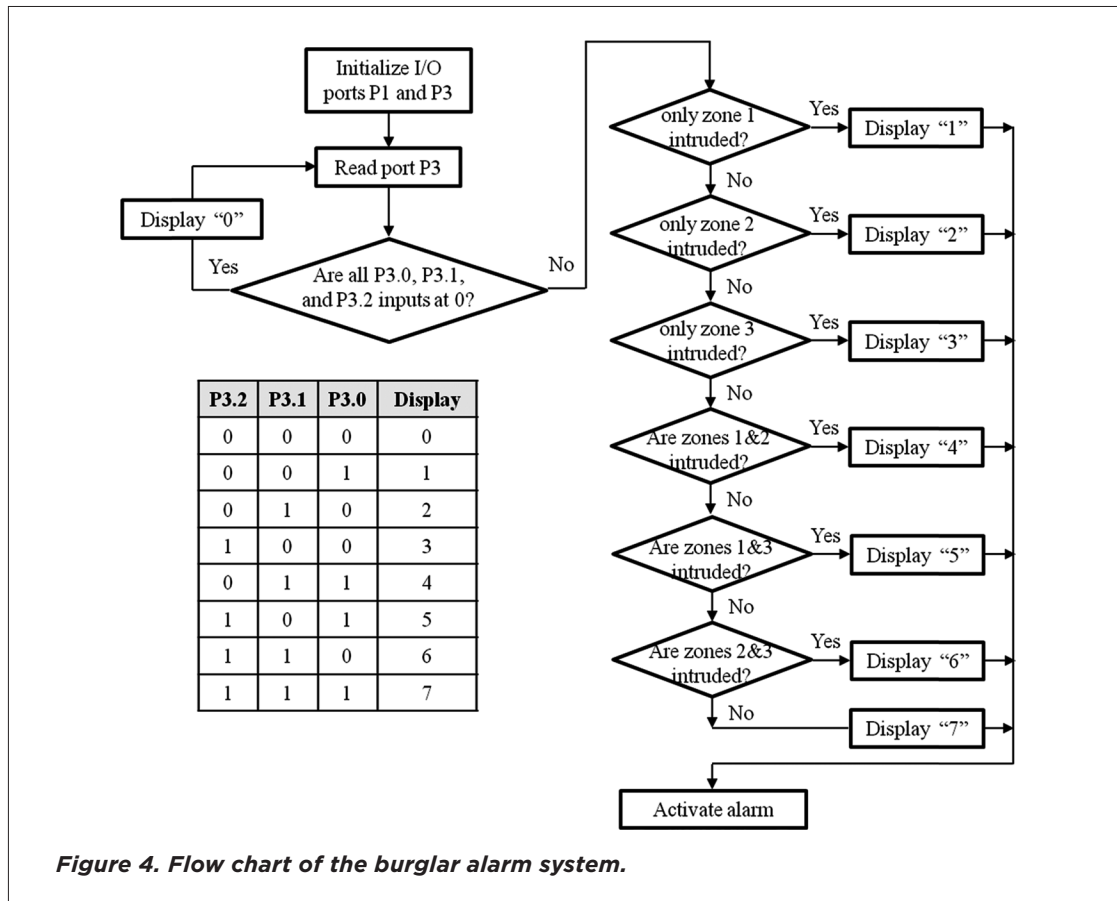 Initialize I/O
ports P1 and P3
Read port P3
Display “0”
Yes
No
Are all P3.0, P3.1,
and P3.2 inputs at 0?
P3.2 P3.1 P3.0 Display
0 0 0 0
0 0 1 1
0 1 0 2
1 0 0 3
0 1 1 4
1 0 1 5
1 1 0 6
1 1 1 7
only zone 1
intruded?
Yes
Display “1”
No
only zone 2
intruded?
Yes
Display “2”
No
only zone 3
intruded?
Yes
Display “3”
No
Are zones 1&2
intruded?
Yes
Display “4”
No
Are zones 1&3
intruded?
Yes
Display “5”
No
Are zones 2&3
intruded?
Yes
Display “6”
No
Display “7”
Activate alarm
Figure 4. Flow chart of the burglar alarm system.